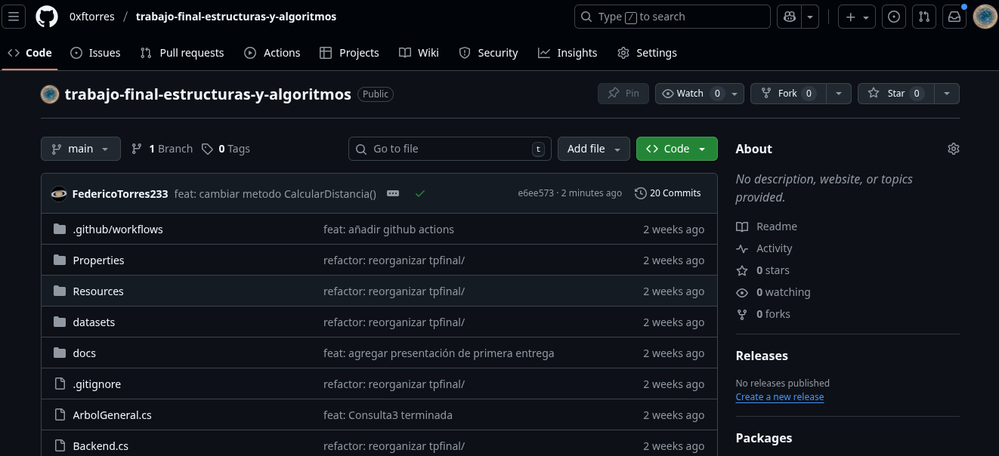 0xftorres / trabajo-final-estructuras-y-algoritmos Type / to search
Code Issues Pull requests Actions Projects Wiki Security Insights Settings
trabajo-final-estructuras-y-algoritmos Public Pin Watch 0 Fork 0 Star 0
main 1 Branch 0 Tags Go to file t Add file Code
FedericoTorres233 feat: cambiar metodo CalcularDistancia() e6ee573 · 2 minutes ago 20 Commits
.github/workflows feat: añadir github actions 2 weeks ago
Properties refactor: reorganizar tpfinal/ 2 weeks ago
Resources refactor: reorganizar tpfinal/ 2 weeks ago
datasets refactor: reorganizar tpfinal/ 2 weeks ago
docs feat: agregar presentación de primera entrega 2 weeks ago
.gitignore refactor: reorganizar tpfinal/ 2 weeks ago
ArbolGeneral.cs feat: Consulta3 terminada 2 weeks ago
Backend.cs refactor: reorganizar tpfinal/ 2 weeks ago
About
No description, website, or topics
provided.
Readme
Activity
0 stars
0 watching
0 forks
Releases
No releases published
Create a new release
Packages